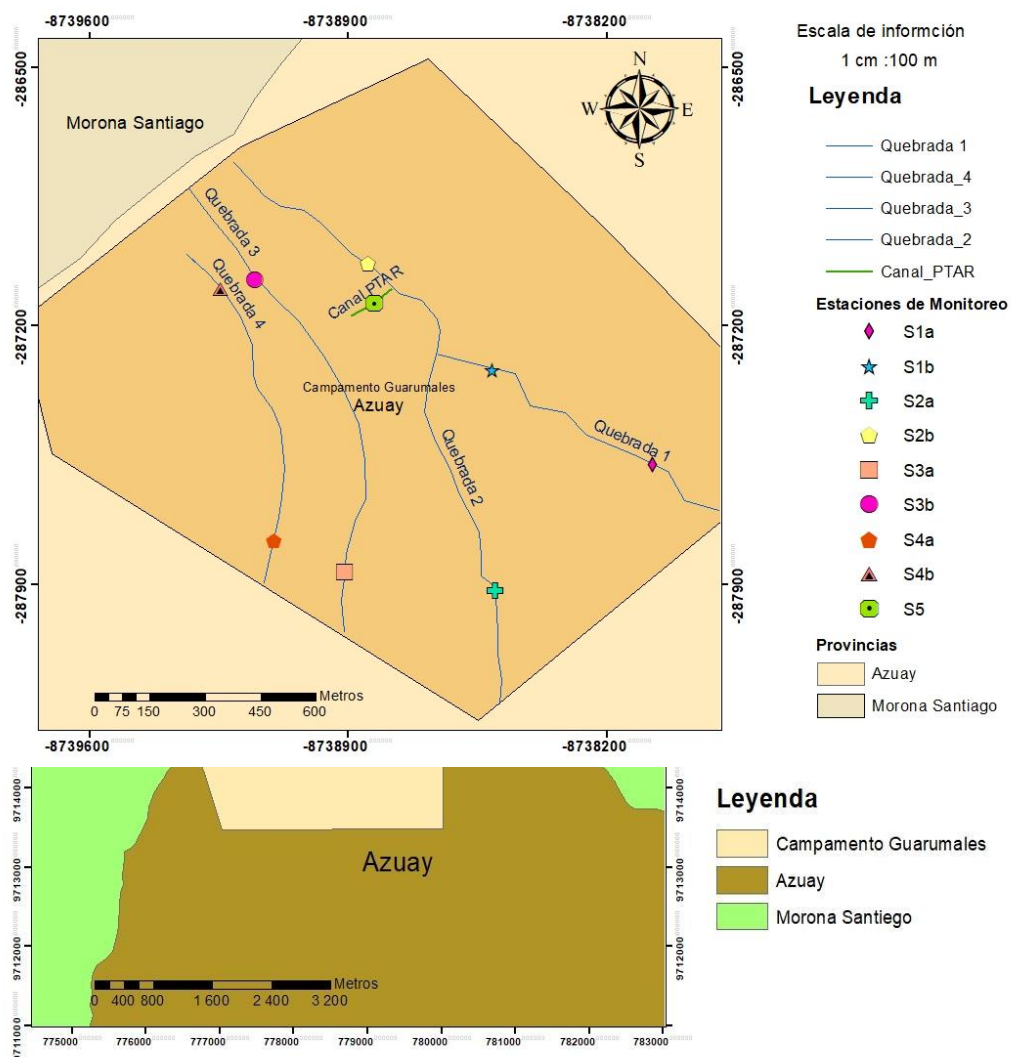 -8739600 -8738900 -8738200
-286500
-287200
-287900
-286500
-287200
-287900
Morona Santiago
N
W E
S
Quebrada 3
Quebrada 4
Canal_PTAR
Campamento Guarumales
Azuay
Quebrada 1
Quebrada 2
Metros
0 75 150 300 450 600
-8739600 -8738900 -8738200
Escala de informción
1 cm :100 m
Leyenda
Quebrada 1
Quebrada_4
Quebrada_3
Quebrada_2
Canal_PTAR
Estaciones de Monitoreo
S1a
S1b
S2a
S2b
S3a
S3b
S4a
S4b
S5
Provincias
Azuay
Morona Santiago
9714000
9713000
9712000
9711000
Azuay
Metros
0 400 800 1 600 2 400 3 200
9714000
9713000
9712000
9711000
775000 776000 777000 778000 779000 780000 781000 782000 783000
Leyenda
Campamento Guarumales
Azuay
Morona Santiego